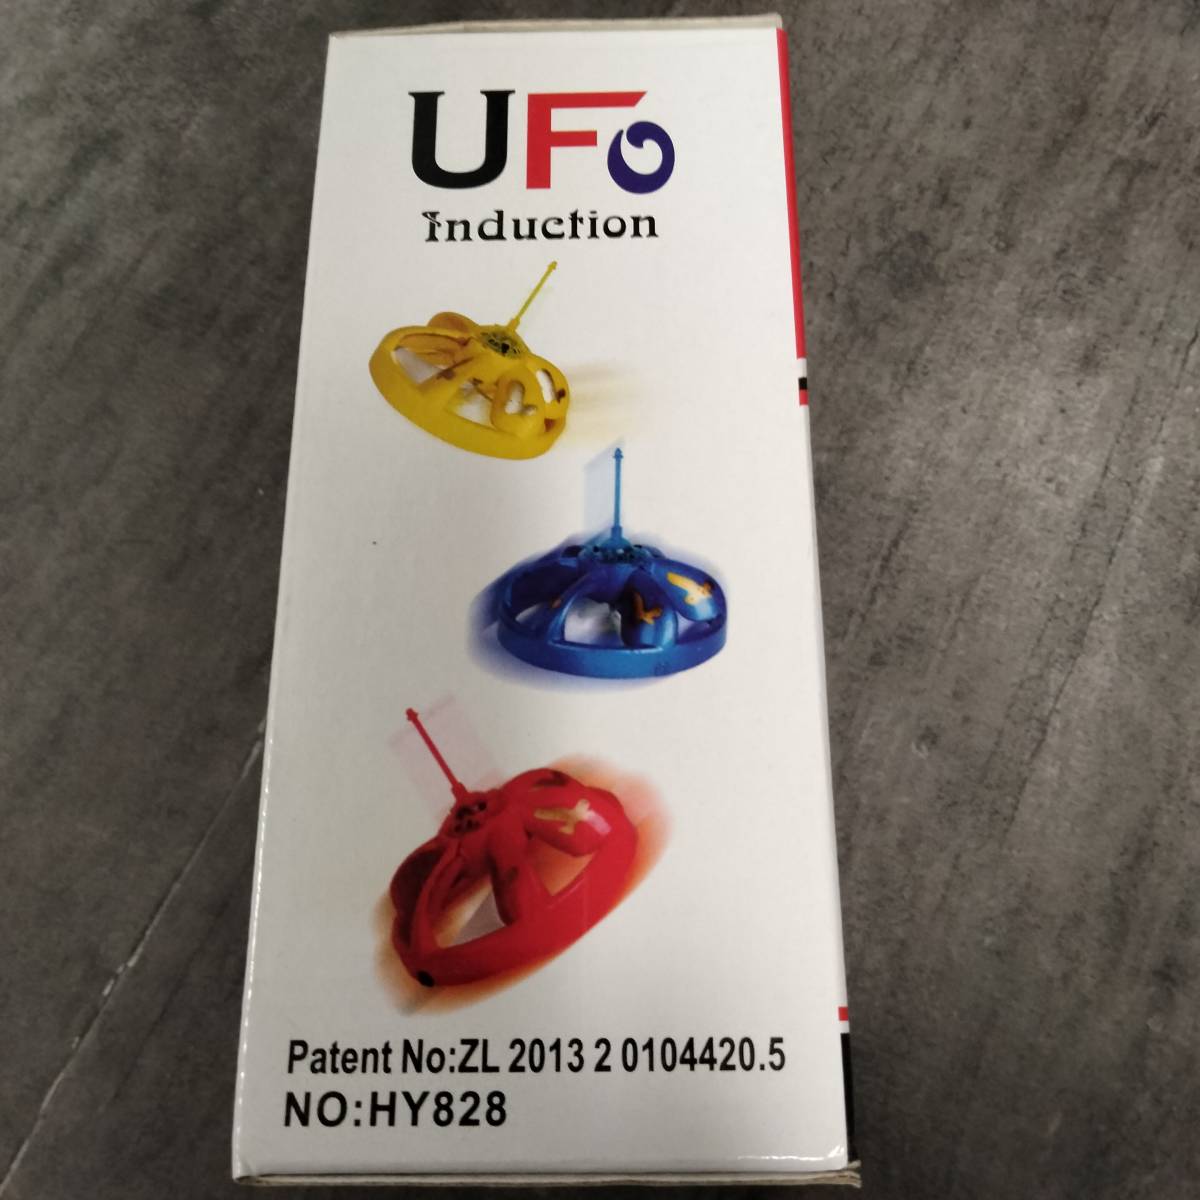 UFo
Induction
Patent No:ZL 2013 2 0104420.5
NO:HY828